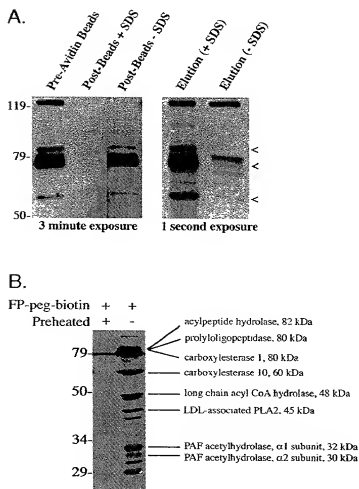 A.
Pre-Avidin Beads
Post-Beads + SDS
Post-Beads - SDS
Elution (+ SDS)
Elution (- SDS)
119-
79-
50-
<
<
<
3 minute exposure
1 second exposure
B.
FP-peg-biotin + +
Preheated + -
79
50
34
29
acylpeptide hydrolase, 82 kDa
prolyloligopeptidase, 80 kDa
carboxylesterase 1, 80 kDa
carboxylesterase 10, 60 kDa
long chain acyl CoA hydrolase, 48 kDa
LDL-associated PLA2, 45 kDa
PAF acetylhydrolase, α1 subunit, 32 kDa
PAF acetylhydrolase, α2 subunit, 30 kDa